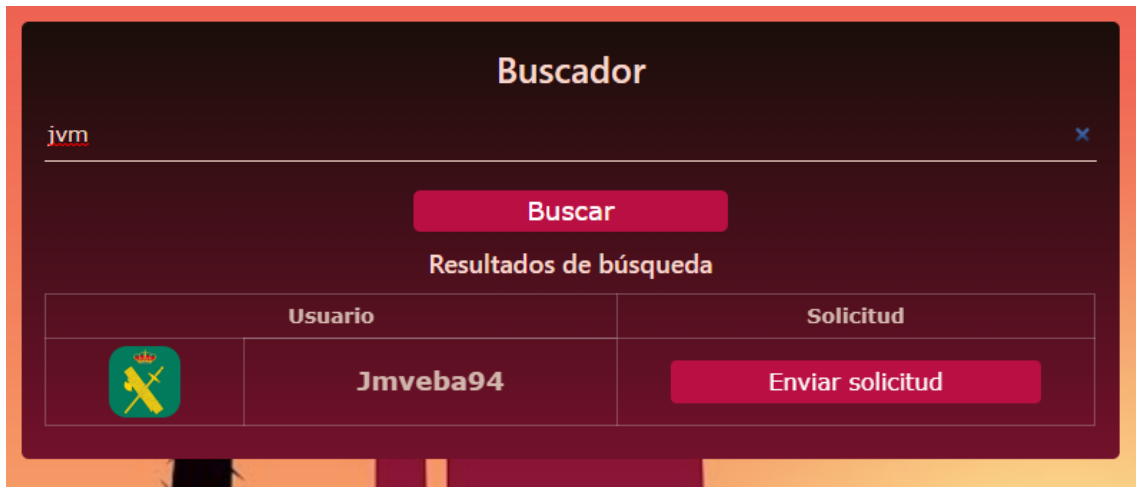 Buscador
jvm
Buscar
Resultados de búsqueda
Usuario Solicitud
Jmveba94 Enviar solicitud